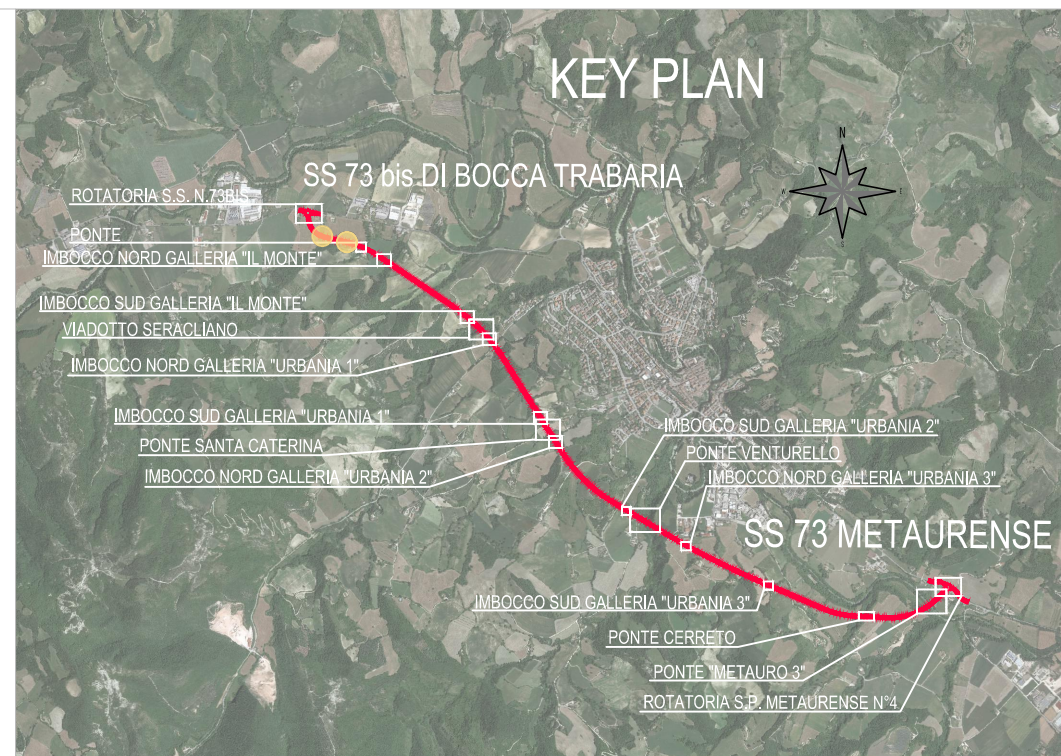 KEY PLAN
N
W
E
S
SS 73 bis DI BOCCA TRABARIA
ROTATORIA S.S. N.73BIS
PONTE
IMBOCCO NORD GALLERIA "IL MONTE"
IMBOCCO SUD GALLERIA "IL MONTE"
VIADOTTO SERACLIANO
IMBOCCO NORD GALLERIA "URBANIA 1"
IMBOCCO SUD GALLERIA "URBANIA 1"
PONTE SANTA CATERINA
IMBOCCO NORD GALLERIA "URBANIA 2"
IMBOCCO SUD GALLERIA "URBANIA 2"
PONTE VENTURELLO
IMBOCCO NORD GALLERIA "URBANIA 3"
SS 73 METAURENSE
IMBOCCO SUD GALLERIA "URBANIA 3"
PONTE CERRETO
PONTE "METAURO 3"
ROTATORIA S.P. METAURENSE N°4